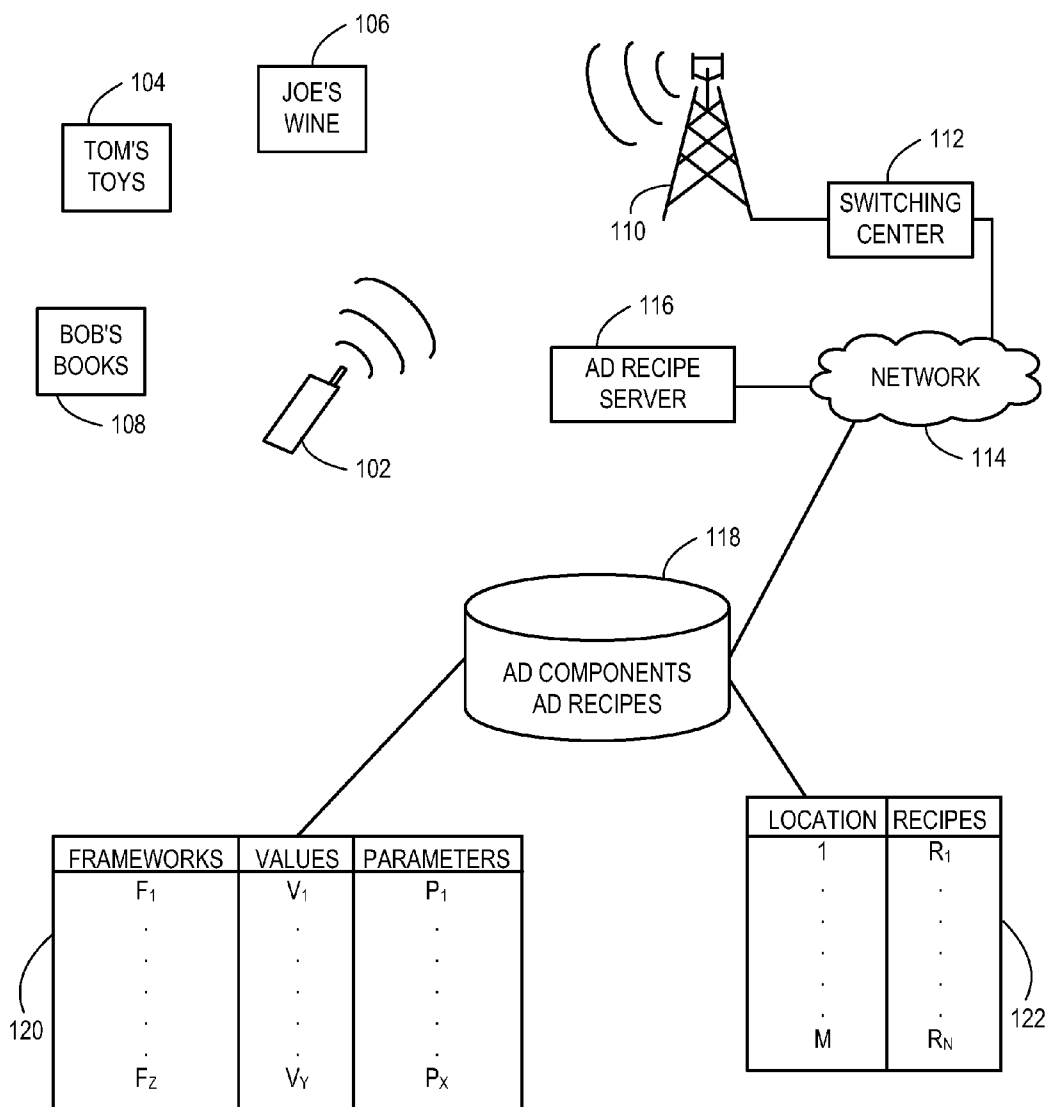 106
104
JOE'S
WINE
TOM'S
TOYS
112
SWITCHING
CENTER
110
116
BOB'S
BOOKS
AD RECIPE
SERVER
NETWORK
108
102
114
118
AD COMPONENTS
AD RECIPES
LOCATION RECIPES
1 R1
. .
. .
. .
. .
. .
M RN
122
FRAMEWORKS VALUES PARAMETERS
F1 V1 P1
. . .
. . .
. . .
. . .
. . .
FZ VY PX
120